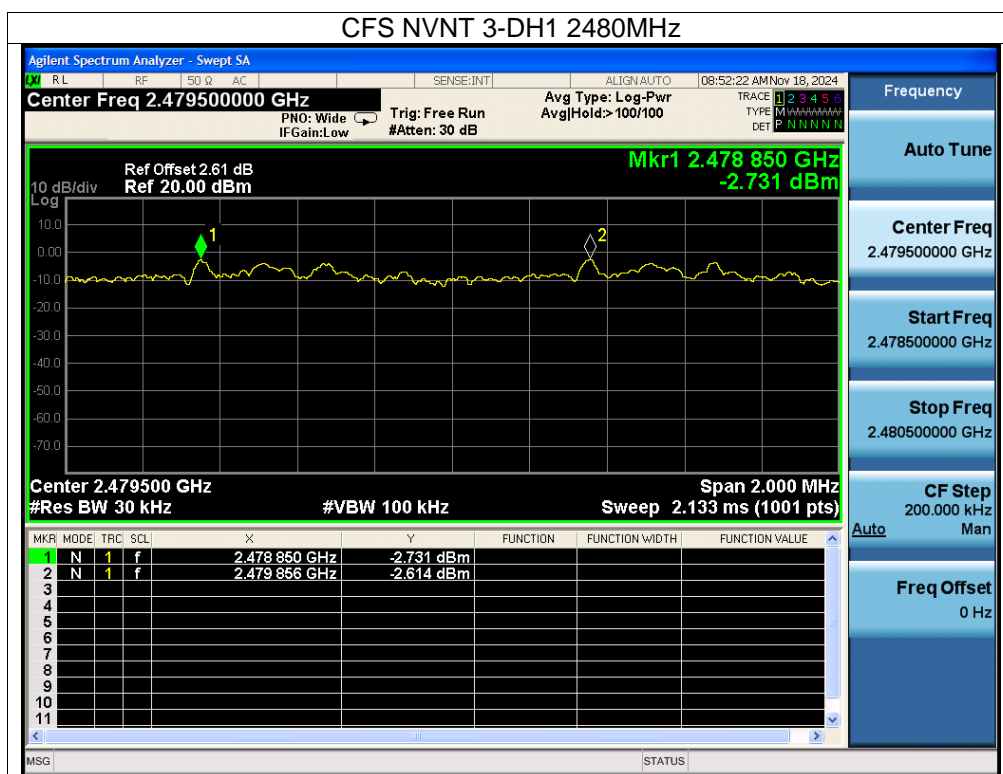 CFS NVNT 3-DH1 2480MHz
Agilent Spectrum Analyzer - Swept SA
LXI RL RF 50 Ω AC SENSE:INT ALIGN AUTO 08:52:22 AM Nov 18, 2024
Center Freq 2.479500000 GHz
PNO: Wide
IFGain:Low
Trig: Free Run
#Atten: 30 dB
Avg Type: Log-Pwr
Avg|Hold:>100/100
TRACE 1 2 3 4 5 6
TYPE M
DET P N N N N N
Mkr1 2.478 850 GHz
-2.731 dBm
Ref Offset 2.61 dB
10 dB/div Ref 20.00 dBm
Log
10.0
0.00
-10.0
-20.0
-30.0
-40.0
-50.0
-60.0
-70.0
1
2
Center 2.479500 GHz Span 2.000 MHz
#Res BW 30 kHz #VBW 100 kHz Sweep 2.133 ms (1001 pts)
MKR MODE TRC SCL X Y FUNCTION FUNCTION WIDTH FUNCTION VALUE
1 N 1 f 2.478 850 GHz -2.731 dBm
2 N 1 f 2.479 856 GHz -2.614 dBm
3
4
5
6
7
8
9
10
11
MSG STATUS
Frequency
Auto Tune
Center Freq
2.479500000 GHz
Start Freq
2.478500000 GHz
Stop Freq
2.480500000 GHz
CF Step
200.000 kHz
Auto Man
Freq Offset
0 Hz